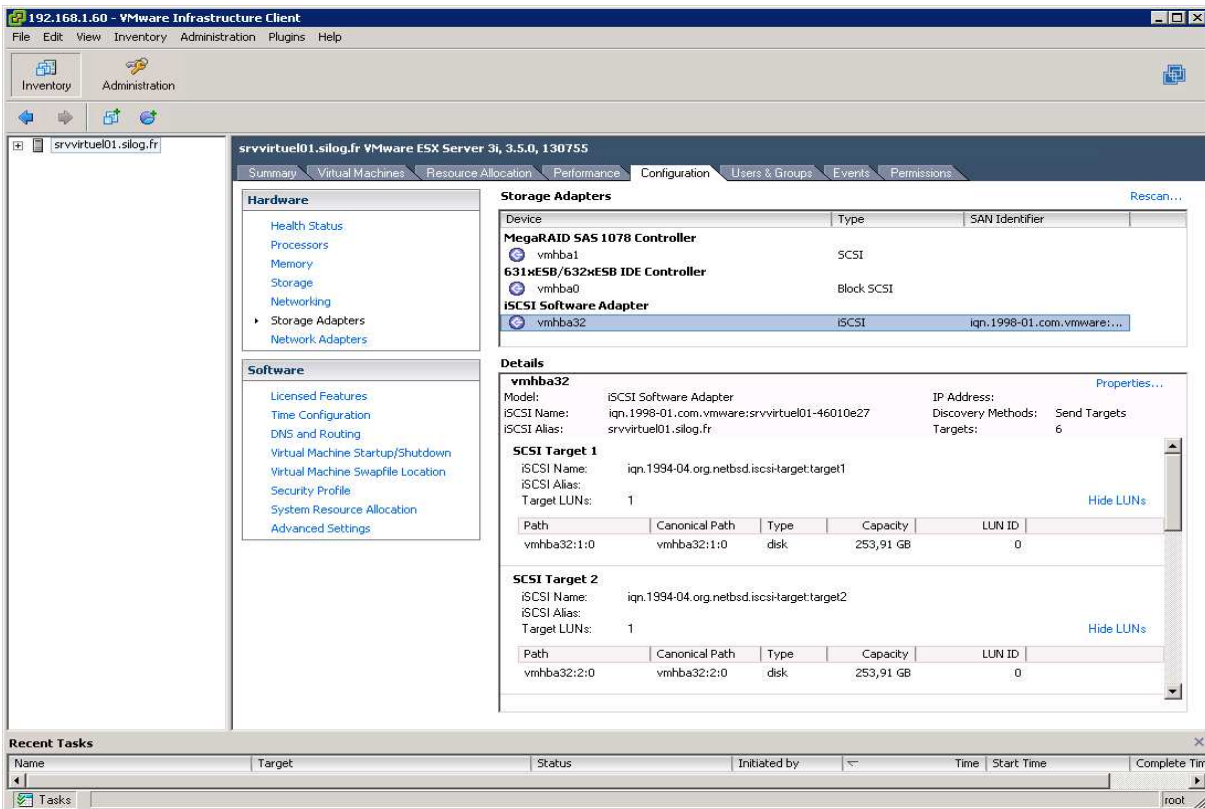 192.168.1.60 - VMware Infrastructure Client
File Edit View Inventory Administration Plugins Help
Inventory Administration
srvvirtuel01.silog.fr
srvvirtuel01.silog.fr VMware ESX Server 3i, 3.5.0, 130755
Summary Virtual Machines Resource Allocation Performance Configuration Users & Groups Events Permissions
Hardware
Health Status
Processors
Memory
Storage
Networking
Storage Adapters
Network Adapters
Software
Licensed Features
Time Configuration
DNS and Routing
Virtual Machine Startup/Shutdown
Virtual Machine Swapfile Location
Security Profile
System Resource Allocation
Advanced Settings
Storage Adapters Rescan...
Device Type SAN Identifier
MegaRAID SAS 1078 Controller
vmhba1 SCSI
631xESB/632xESB IDE Controller
vmhba0 Block SCSI
iSCSI Software Adapter
vmhba32 iSCSI iqn.1998-01.com.vmware:...
Details
vmhba32 Properties...
Model: iSCSI Software Adapter IP Address:
iSCSI Name: iqn.1998-01.com.vmware:srvvirtuel01-46010e27 Discovery Methods: Send Targets
iSCSI Alias: srvvirtuel01.silog.fr Targets: 6
SCSI Target 1
iSCSI Name: iqn.1994-04.org.netbsd.iscsi-target:target1
iSCSI Alias:
Target LUNs: 1 Hide LUNs
Path Canonical Path Type Capacity LUN ID
vmhba32:1:0 vmhba32:1:0 disk 253,91 GB 0
SCSI Target 2
iSCSI Name: iqn.1994-04.org.netbsd.iscsi-target:target2
iSCSI Alias:
Target LUNs: 1 Hide LUNs
Path Canonical Path Type Capacity LUN ID
vmhba32:2:0 vmhba32:2:0 disk 253,91 GB 0
Recent Tasks
Name Target Status Initiated by Time Start Time Complete Tim
Tasks root